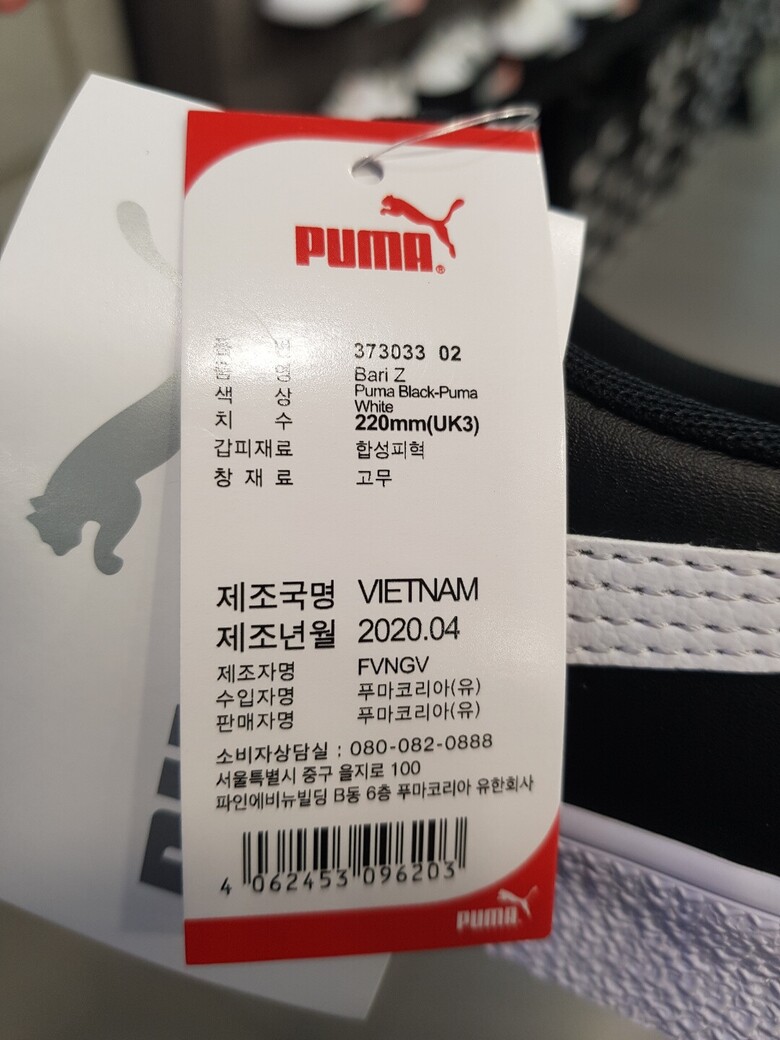 PUMA
373033 02
Bari Z
색 상 Puma Black-Puma
White
치 수 220mm(UK3)
갑피재료 합성피혁
창 재 료 고무
제조국명 VIETNAM
제조년월 2020.04
제조자명 FVNGV
수입자명 푸마코리아(유)
판매자명 푸마코리아(유)
소비자상담실 : 080-082-0888
서울특별시 중구 을지로 100
파인에비뉴빌딩 B동 6층 푸마코리아 유한회사
4 062453 096203
PUMA